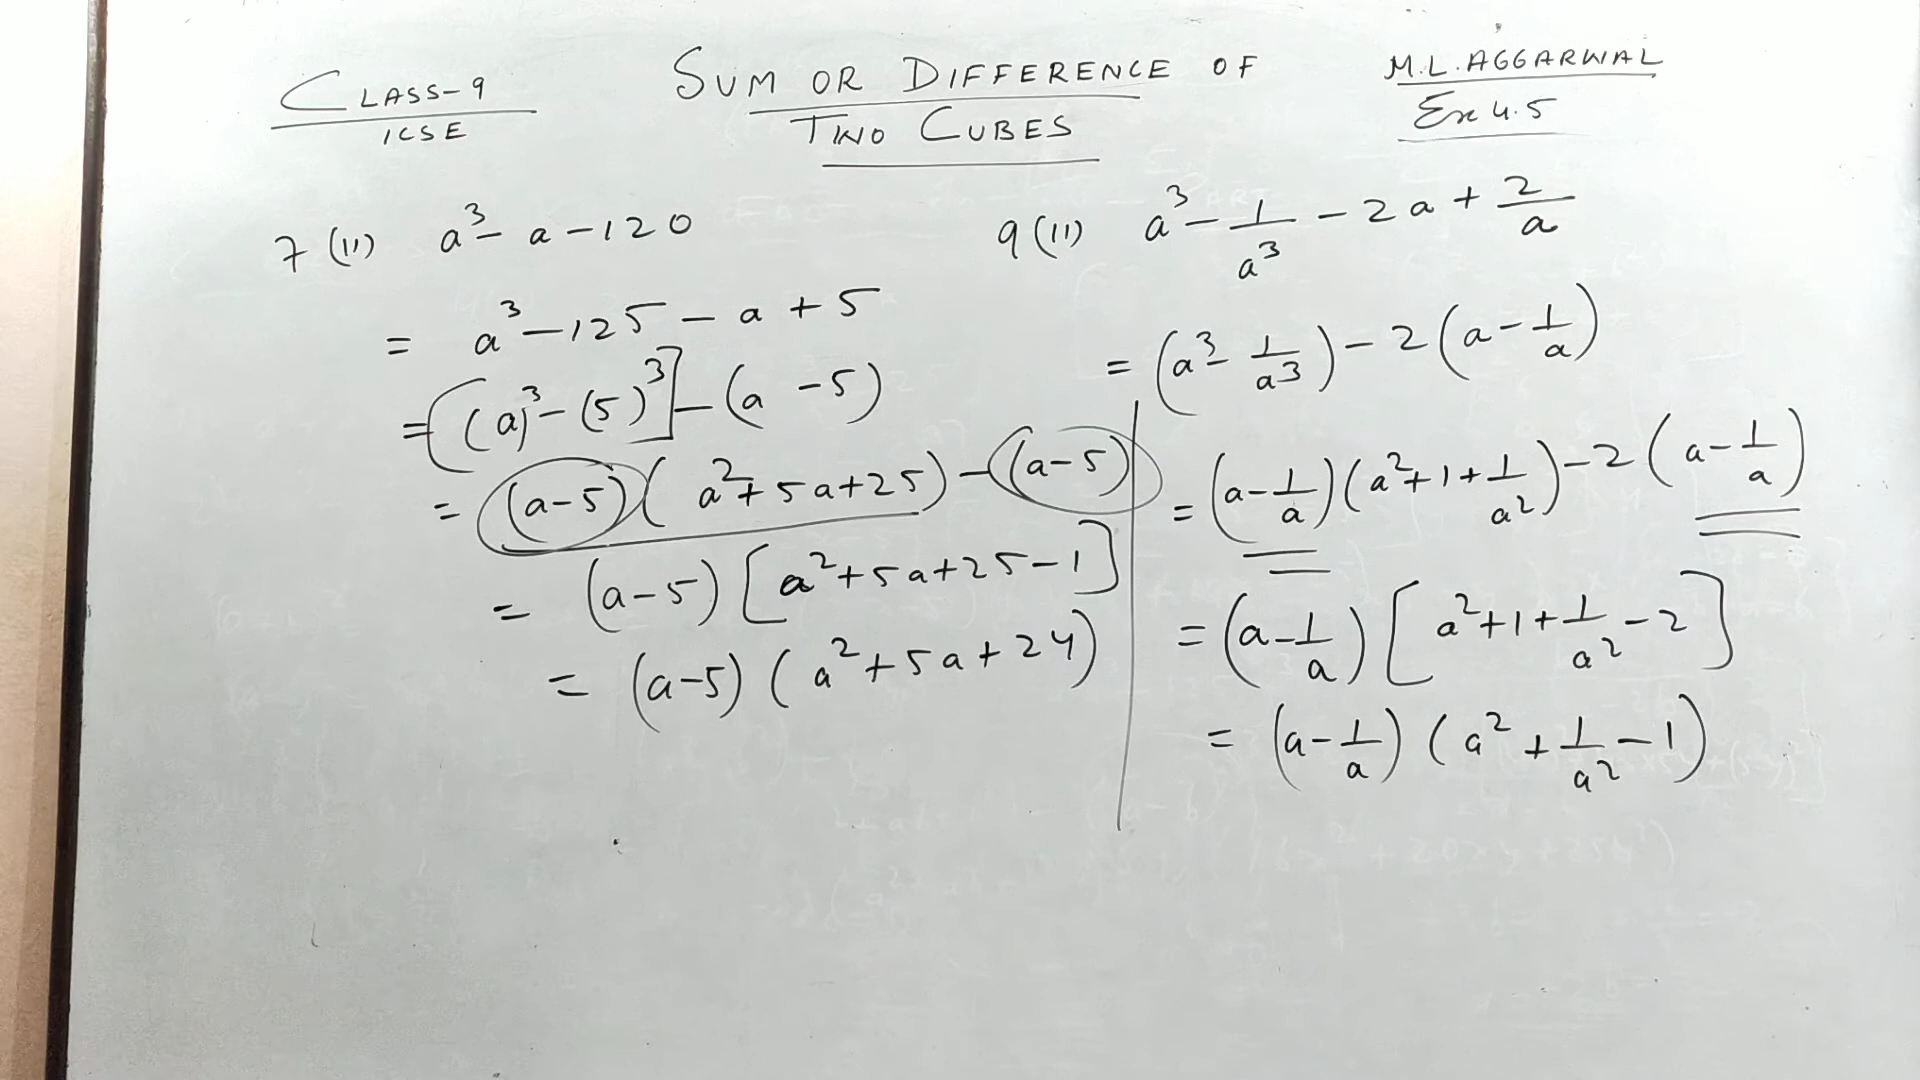 CLASS-9
ICSE
SUM OR DIFFERENCE OF
TWO CUBES
M.L. AGGARWAL
Ex 4.5
7 (ii) a³ - a - 120
= a³ - 125 - a + 5
= [(a)³ - (5)³] - (a - 5)
= (a-5)(a² + 5a + 25) - (a-5)
= (a-5)[a² + 5a + 25 - 1]
= (a-5)(a² + 5a + 24)
9 (ii) a³ - 1/a³ - 2a + 2/a
= (a³ - 1/a³) - 2(a - 1/a)
= (a - 1/a)(a² + 1 + 1/a²) - 2(a - 1/a)
= (a - 1/a)[a² + 1 + 1/a² - 2]
= (a - 1/a)(a² + 1/a² - 1)